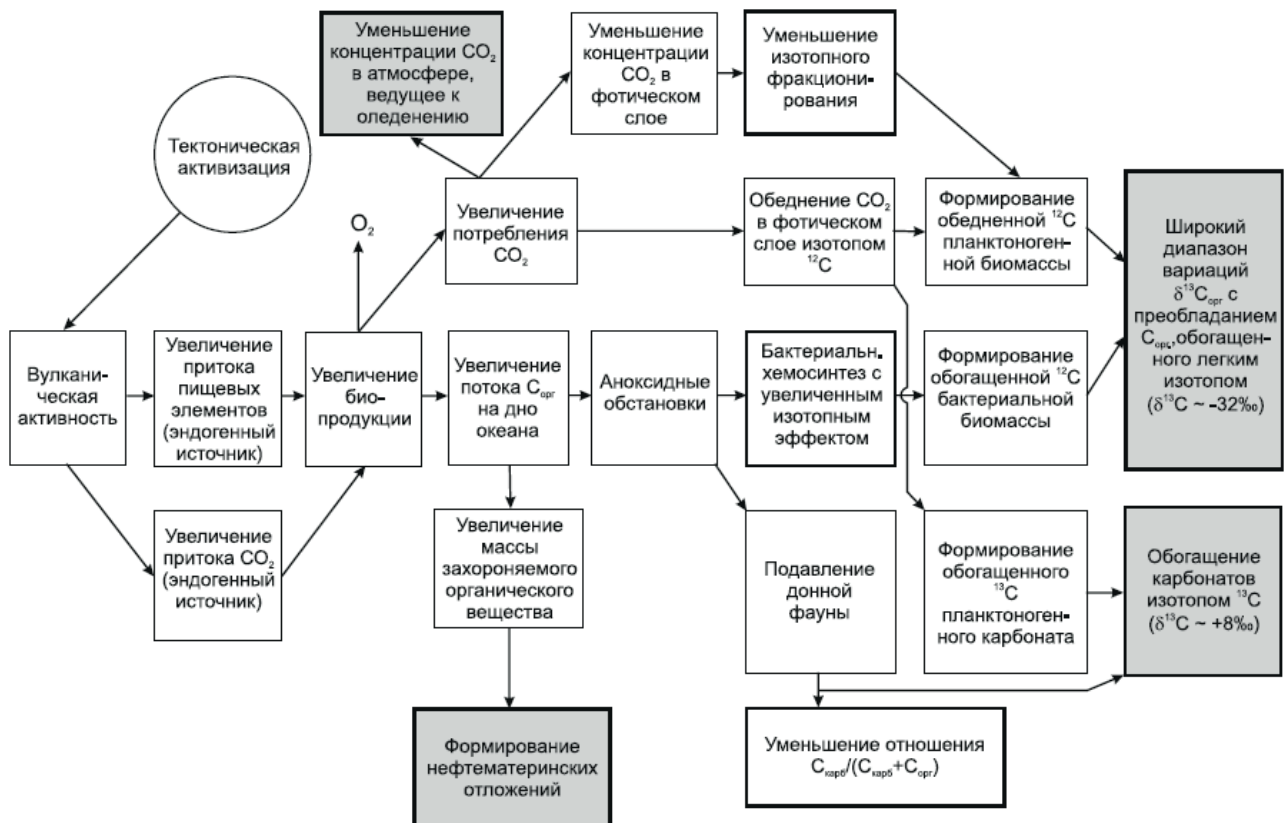 Уменьшение
концентрации CO₂
в атмосфере,
ведущее к
оледенению
Уменьшение
концентрации
CO₂ в
фотическом
слое
Уменьшение
изотопного
фракциони-
рования
Тектоническая
активизация
O₂
Увеличение
потребления
CO₂
Обеднение CO₂
в фотическом
слое изотопом
¹²C
Формирование
обедненной ¹²C
планктоноген-
ной биомассы
Широкий
диапазон
вариаций
δ¹³Cорг с
преобладанием
Cорг,обогащен-
ного легким
изотопом
(δ¹³C ~ -32‰)
Вулкани-
ческая
активность
Увеличение
притока
пищевых
элементов
(эндогенный
источник)
Увеличение
био-
продукции
Увеличение
потока Cорг
на дно
океана
Аноксидные
обстановки
Бактериальн.
хемосинтез с
увеличенным
изотопным
эффектом
Формирование
обогащенной ¹²C
бактериальной
биомассы
Увеличение
притока CO₂
(эндогенный
источник)
Увеличение
массы
захороняемого
органического
вещества
Подавление
донной
фауны
Формирование
обогащенного
¹³C
планктоноген-
ного карбоната
Обогащение
карбонатов
изотопом ¹³C
(δ¹³C ~ +8‰)
Формирование
нефтематеринских
отложений
Уменьшение отношения
Cкарб/(Cкарб+Cорг)